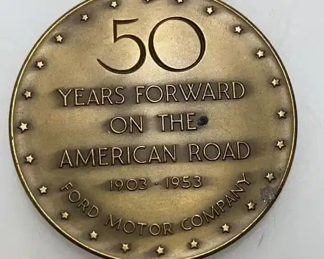 50
YEARS FORWARD
ON THE
AMERICAN ROAD
1903 · 1953
FORD MOTOR COMPANY